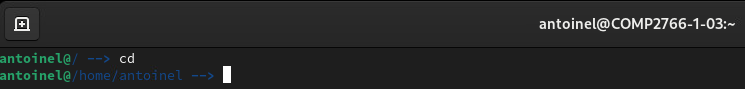 antoinel@COMP2766-1-03:~
antoinel@/ --> cd
antoinel@/home/antoinel -->